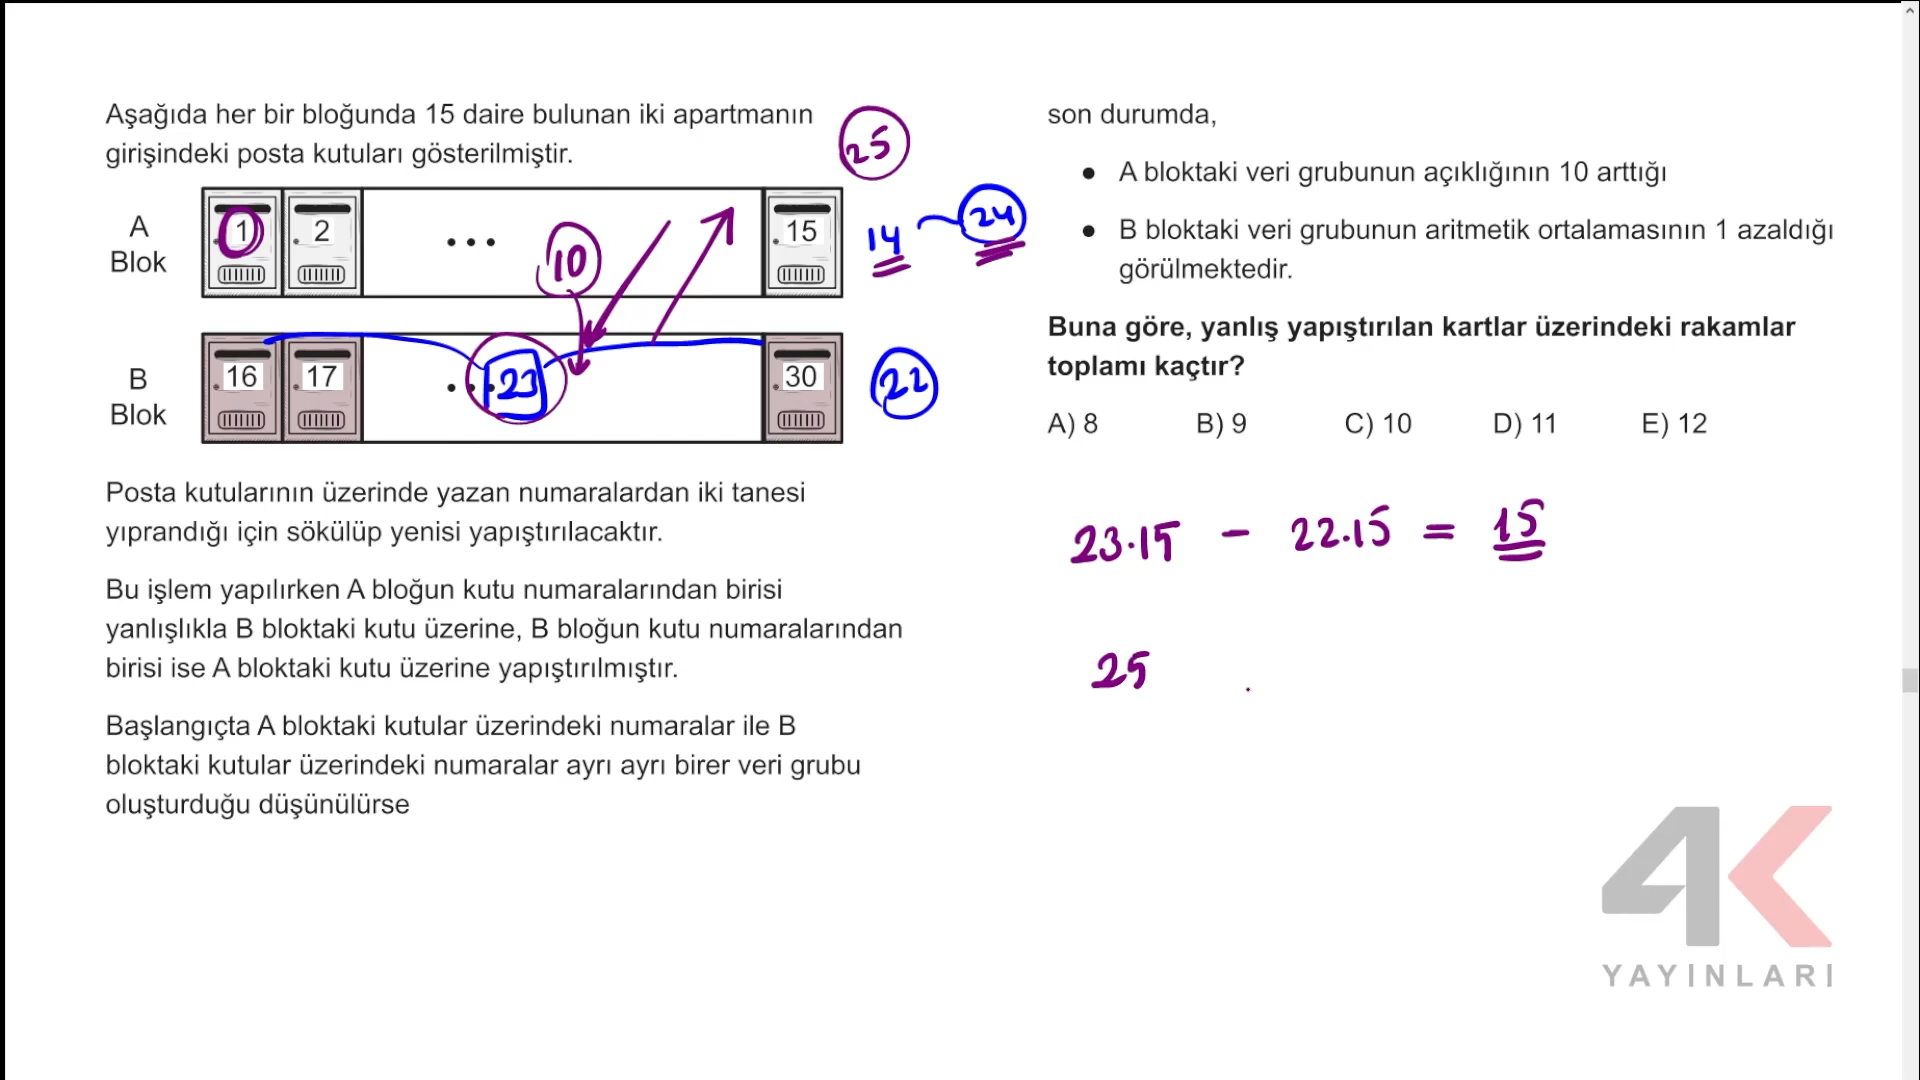 Aşağıda her bir bloğunda 15 daire bulunan iki apartmanın
girişindeki posta kutuları gösterilmiştir.
25
A
Blok
1
2
...
10
15
14
24
B
Blok
16
17
23
30
22
Posta kutularının üzerinde yazan numaralardan iki tanesi
yıprandığı için sökülüp yenisi yapıştırılacaktır.
Bu işlem yapılırken A bloğun kutu numaralarından birisi
yanlışlıkla B bloktaki kutu üzerine, B bloğun kutu numaralarından
birisi ise A bloktaki kutu üzerine yapıştırılmıştır.
Başlangıçta A bloktaki kutular üzerindeki numaralar ile B
bloktaki kutular üzerindeki numaralar ayrı ayrı birer veri grubu
oluşturduğu düşünülürse
son durumda,
● A bloktaki veri grubunun açıklığının 10 arttığı
● B bloktaki veri grubunun aritmetik ortalamasının 1 azaldığı
görülmektedir.
Buna göre, yanlış yapıştırılan kartlar üzerindeki rakamlar
toplamı kaçtır?
A) 8 B) 9 C) 10 D) 11 E) 12
23.15 - 22.15 = 15
25
4K
YAYINLARI